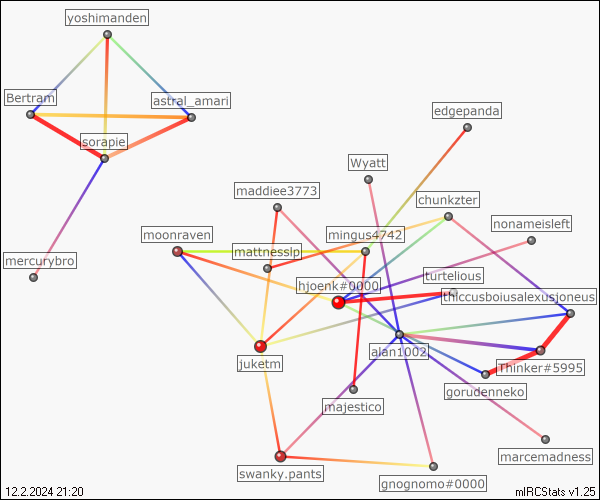 yoshimanden
Bertram
astral_amari
edgepanda
sorapie
Wyatt
maddiee3773
chunkzter
nonameisleft
moonraven
mingus4742
mattnesslp
mercurybro
turtelious
hjoenk#0000
thiccusboiusalexusjoneus
alan1002
juketm
Thinker#5995
gorudenneko
majestico
marcemadness
swanky.pants
gnognomo#0000
12.2.2024 21:20
mIRCStats v1.25